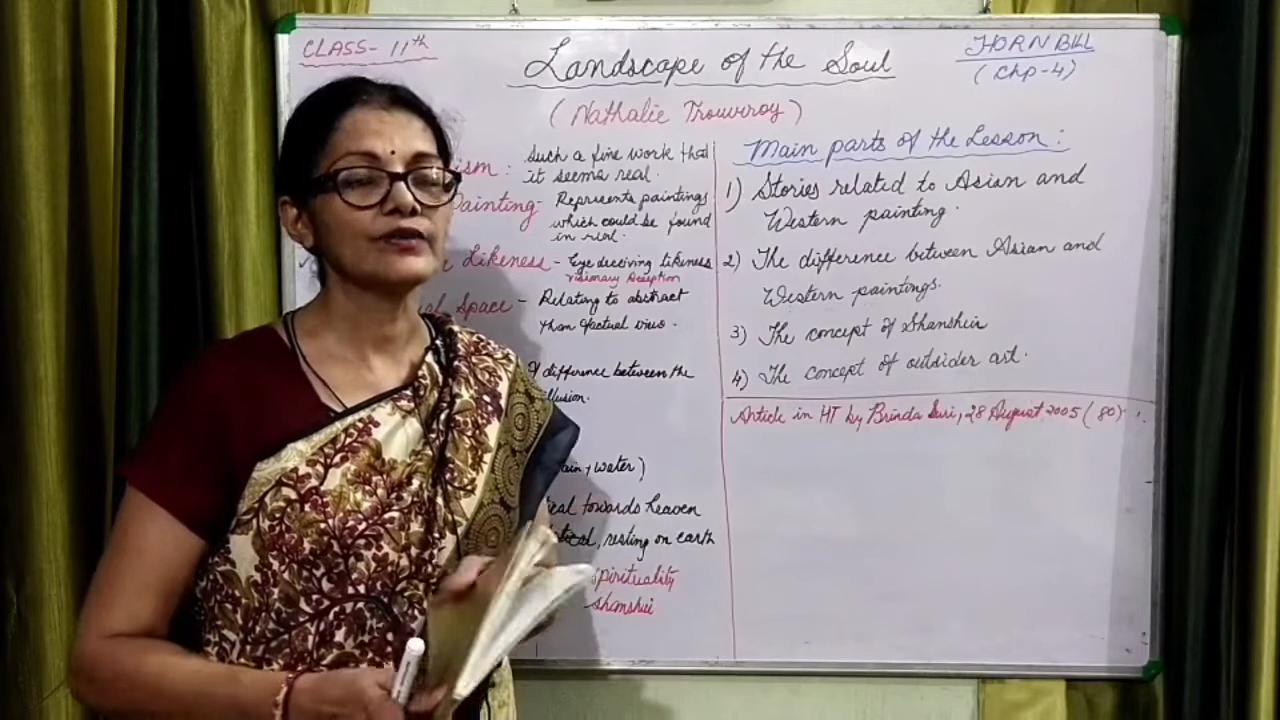 CLASS- 11th
Landscape of the Soul
HORNBILL
(Chp-4)
(Nathalie Trouveroy)
ism : Such a fine work that
it seems real.
Painting- Represents paintings
which could be found
in real.
Likeness - Eye deceiving likeness
visionary deception
Space - Relating to abstract
than factual view.
difference between the
illusion.
water)
towards heaven
, resting on earth
spirituality
shanshui
Main parts of the Lesson :
1) Stories related to Asian and
Western painting.
2) The difference between Asian and
Western paintings.
3) The concept of Shanshui
4) The concept of outsider art.
Article in HT by Brinda Suri, 28 August 2005 (80)